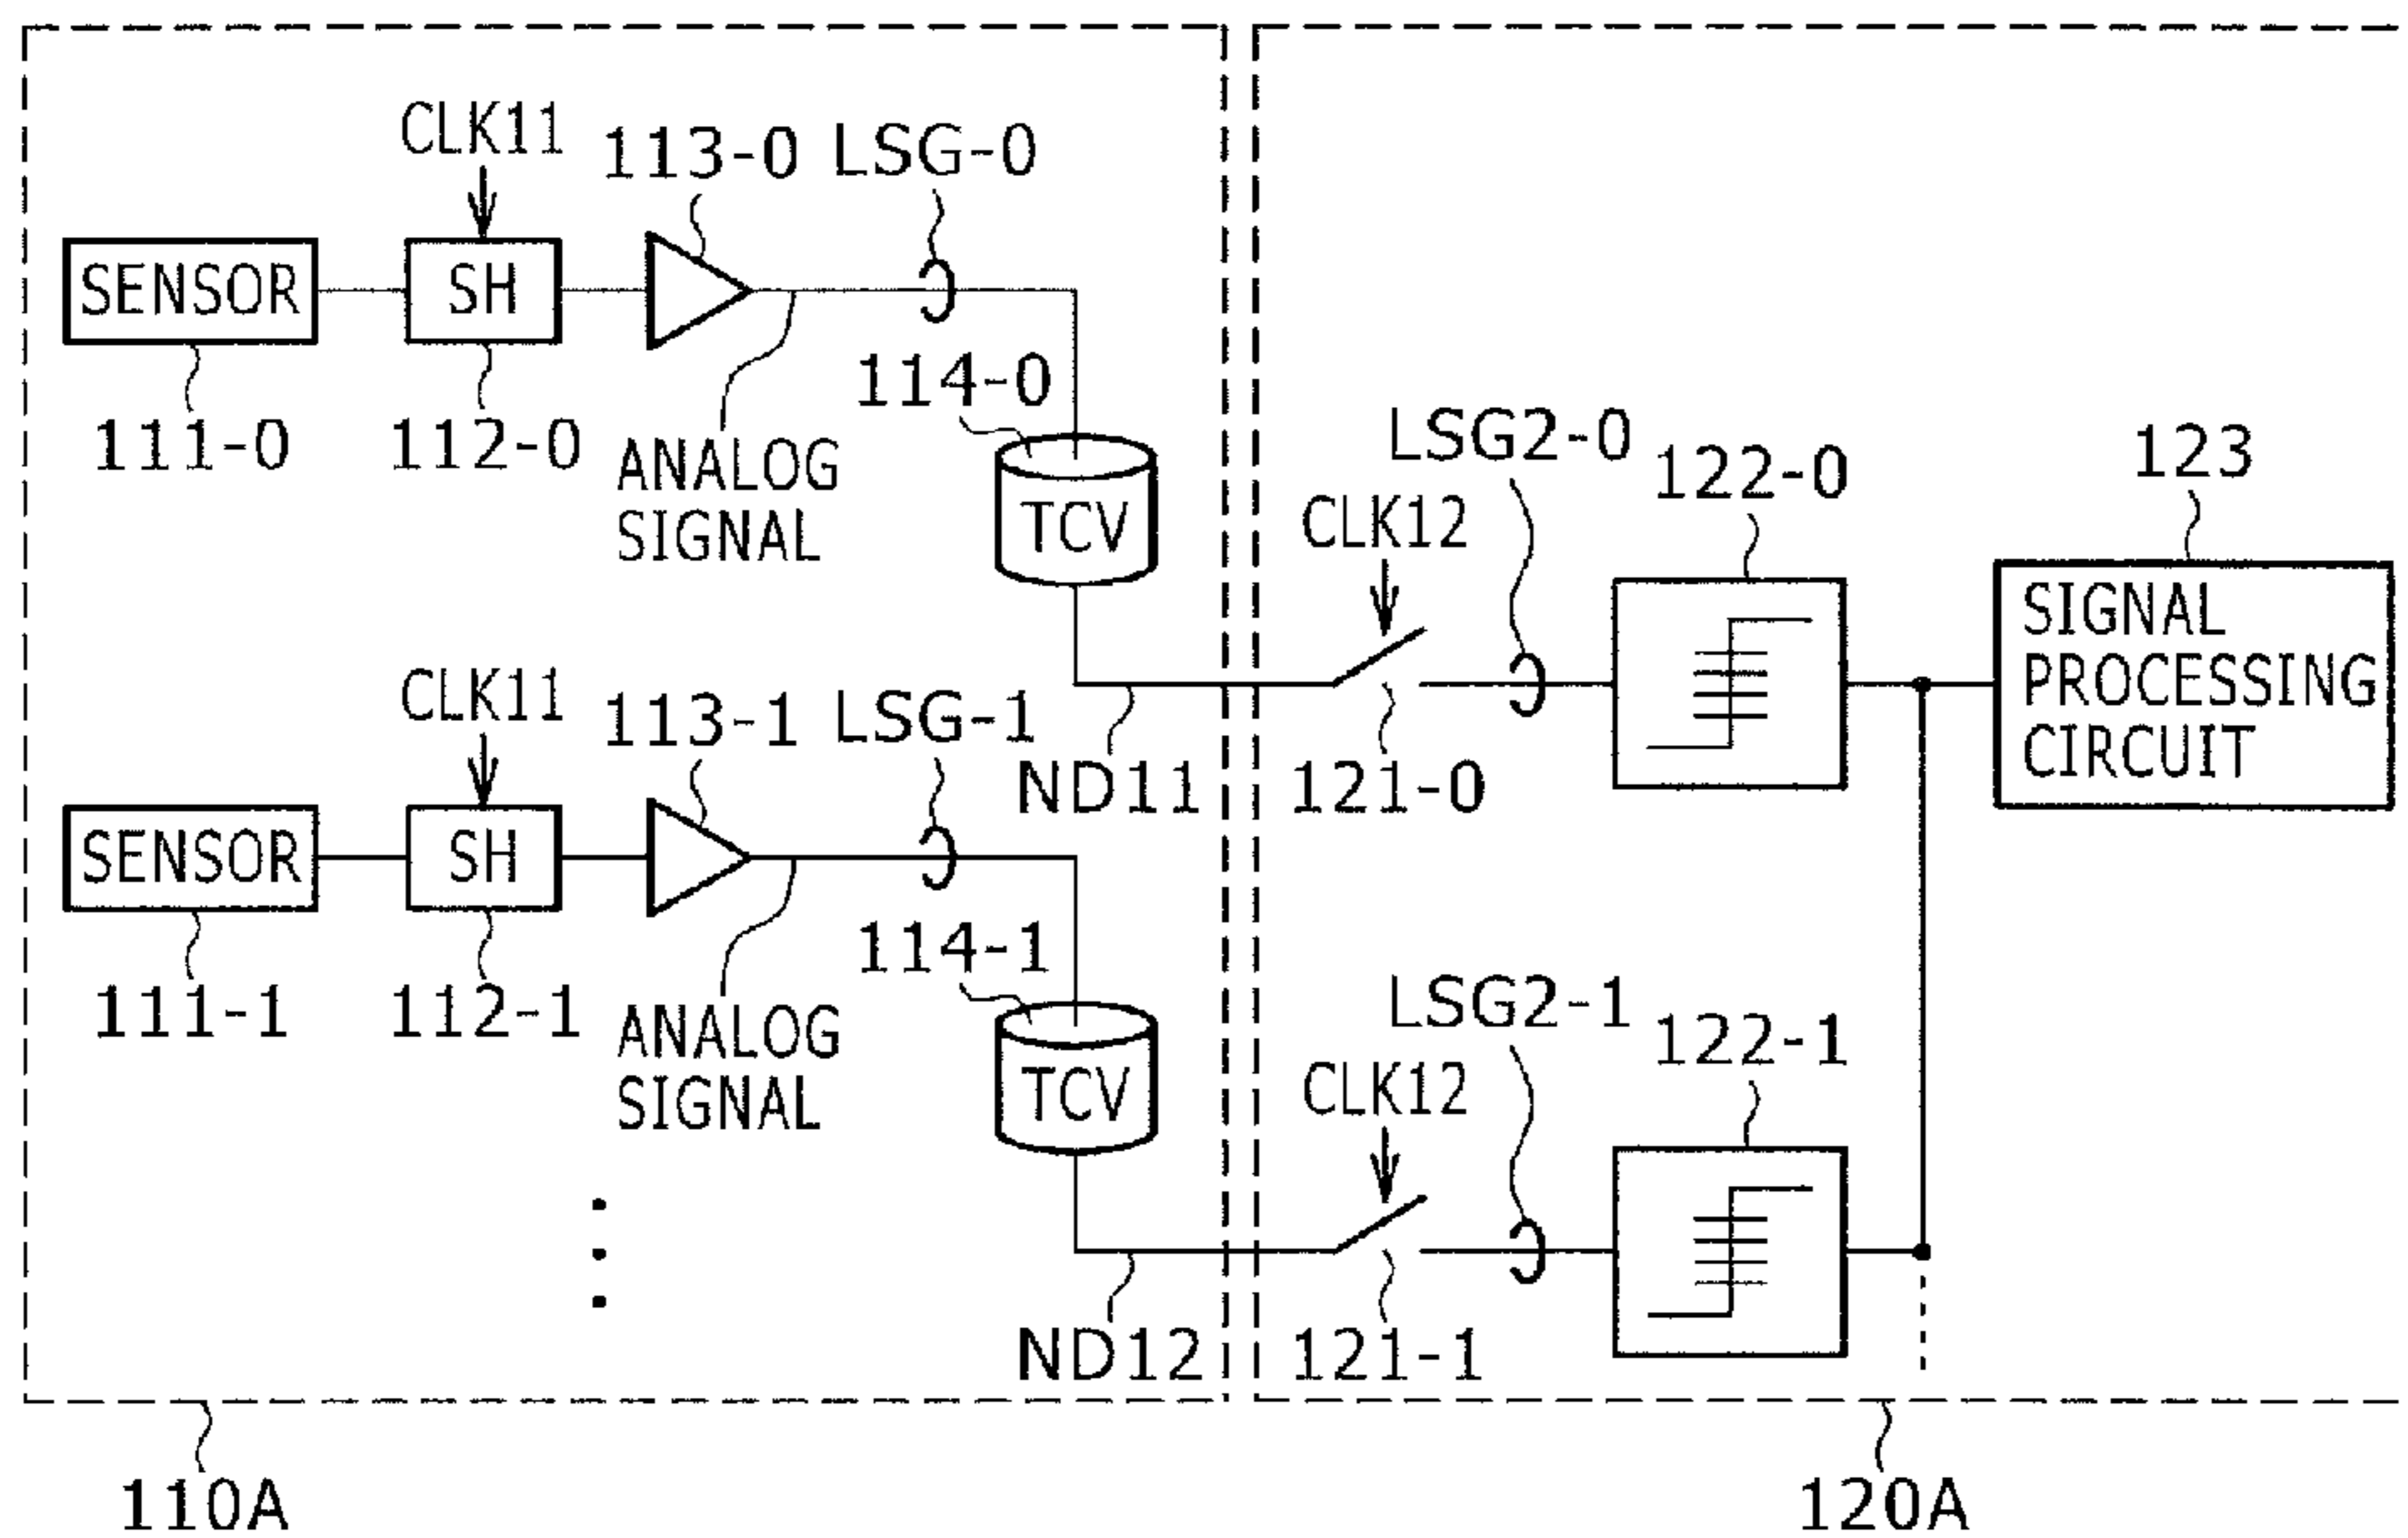 CLK11
113-0
LSG-0
SENSOR
SH
111-0
112-0
ANALOG
SIGNAL
114-0
TCV
LSG2-0
122-0
123
CLK12
SIGNAL
PROCESSING
CIRCUIT
ND11
121-0
CLK11
113-1
LSG-1
SENSOR
SH
111-1
112-1
ANALOG
SIGNAL
114-1
TCV
LSG2-1
122-1
CLK12
ND12
121-1
110A
120A